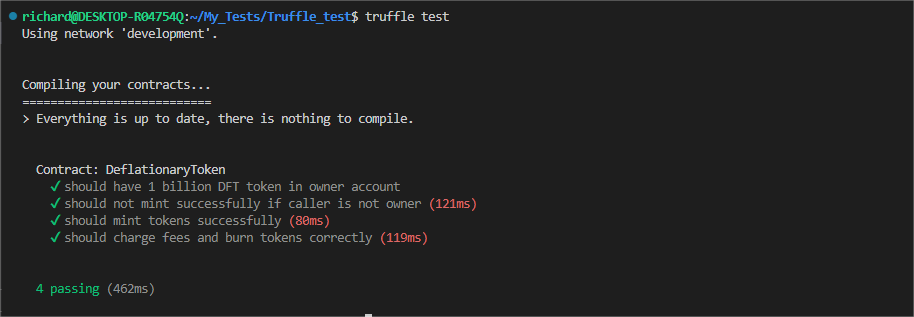 richard@DESKTOP-R04754Q:~/My_Tests/Truffle_test$ truffle test
Using network 'development'.
Compiling your contracts...
===========================
> Everything is up to date, there is nothing to compile.
Contract: DeflationaryToken
✓ should have 1 billion DFT token in owner account
✓ should not mint successfully if caller is not owner (121ms)
✓ should mint tokens successfully (80ms)
✓ should charge fees and burn tokens correctly (119ms)
4 passing (462ms)